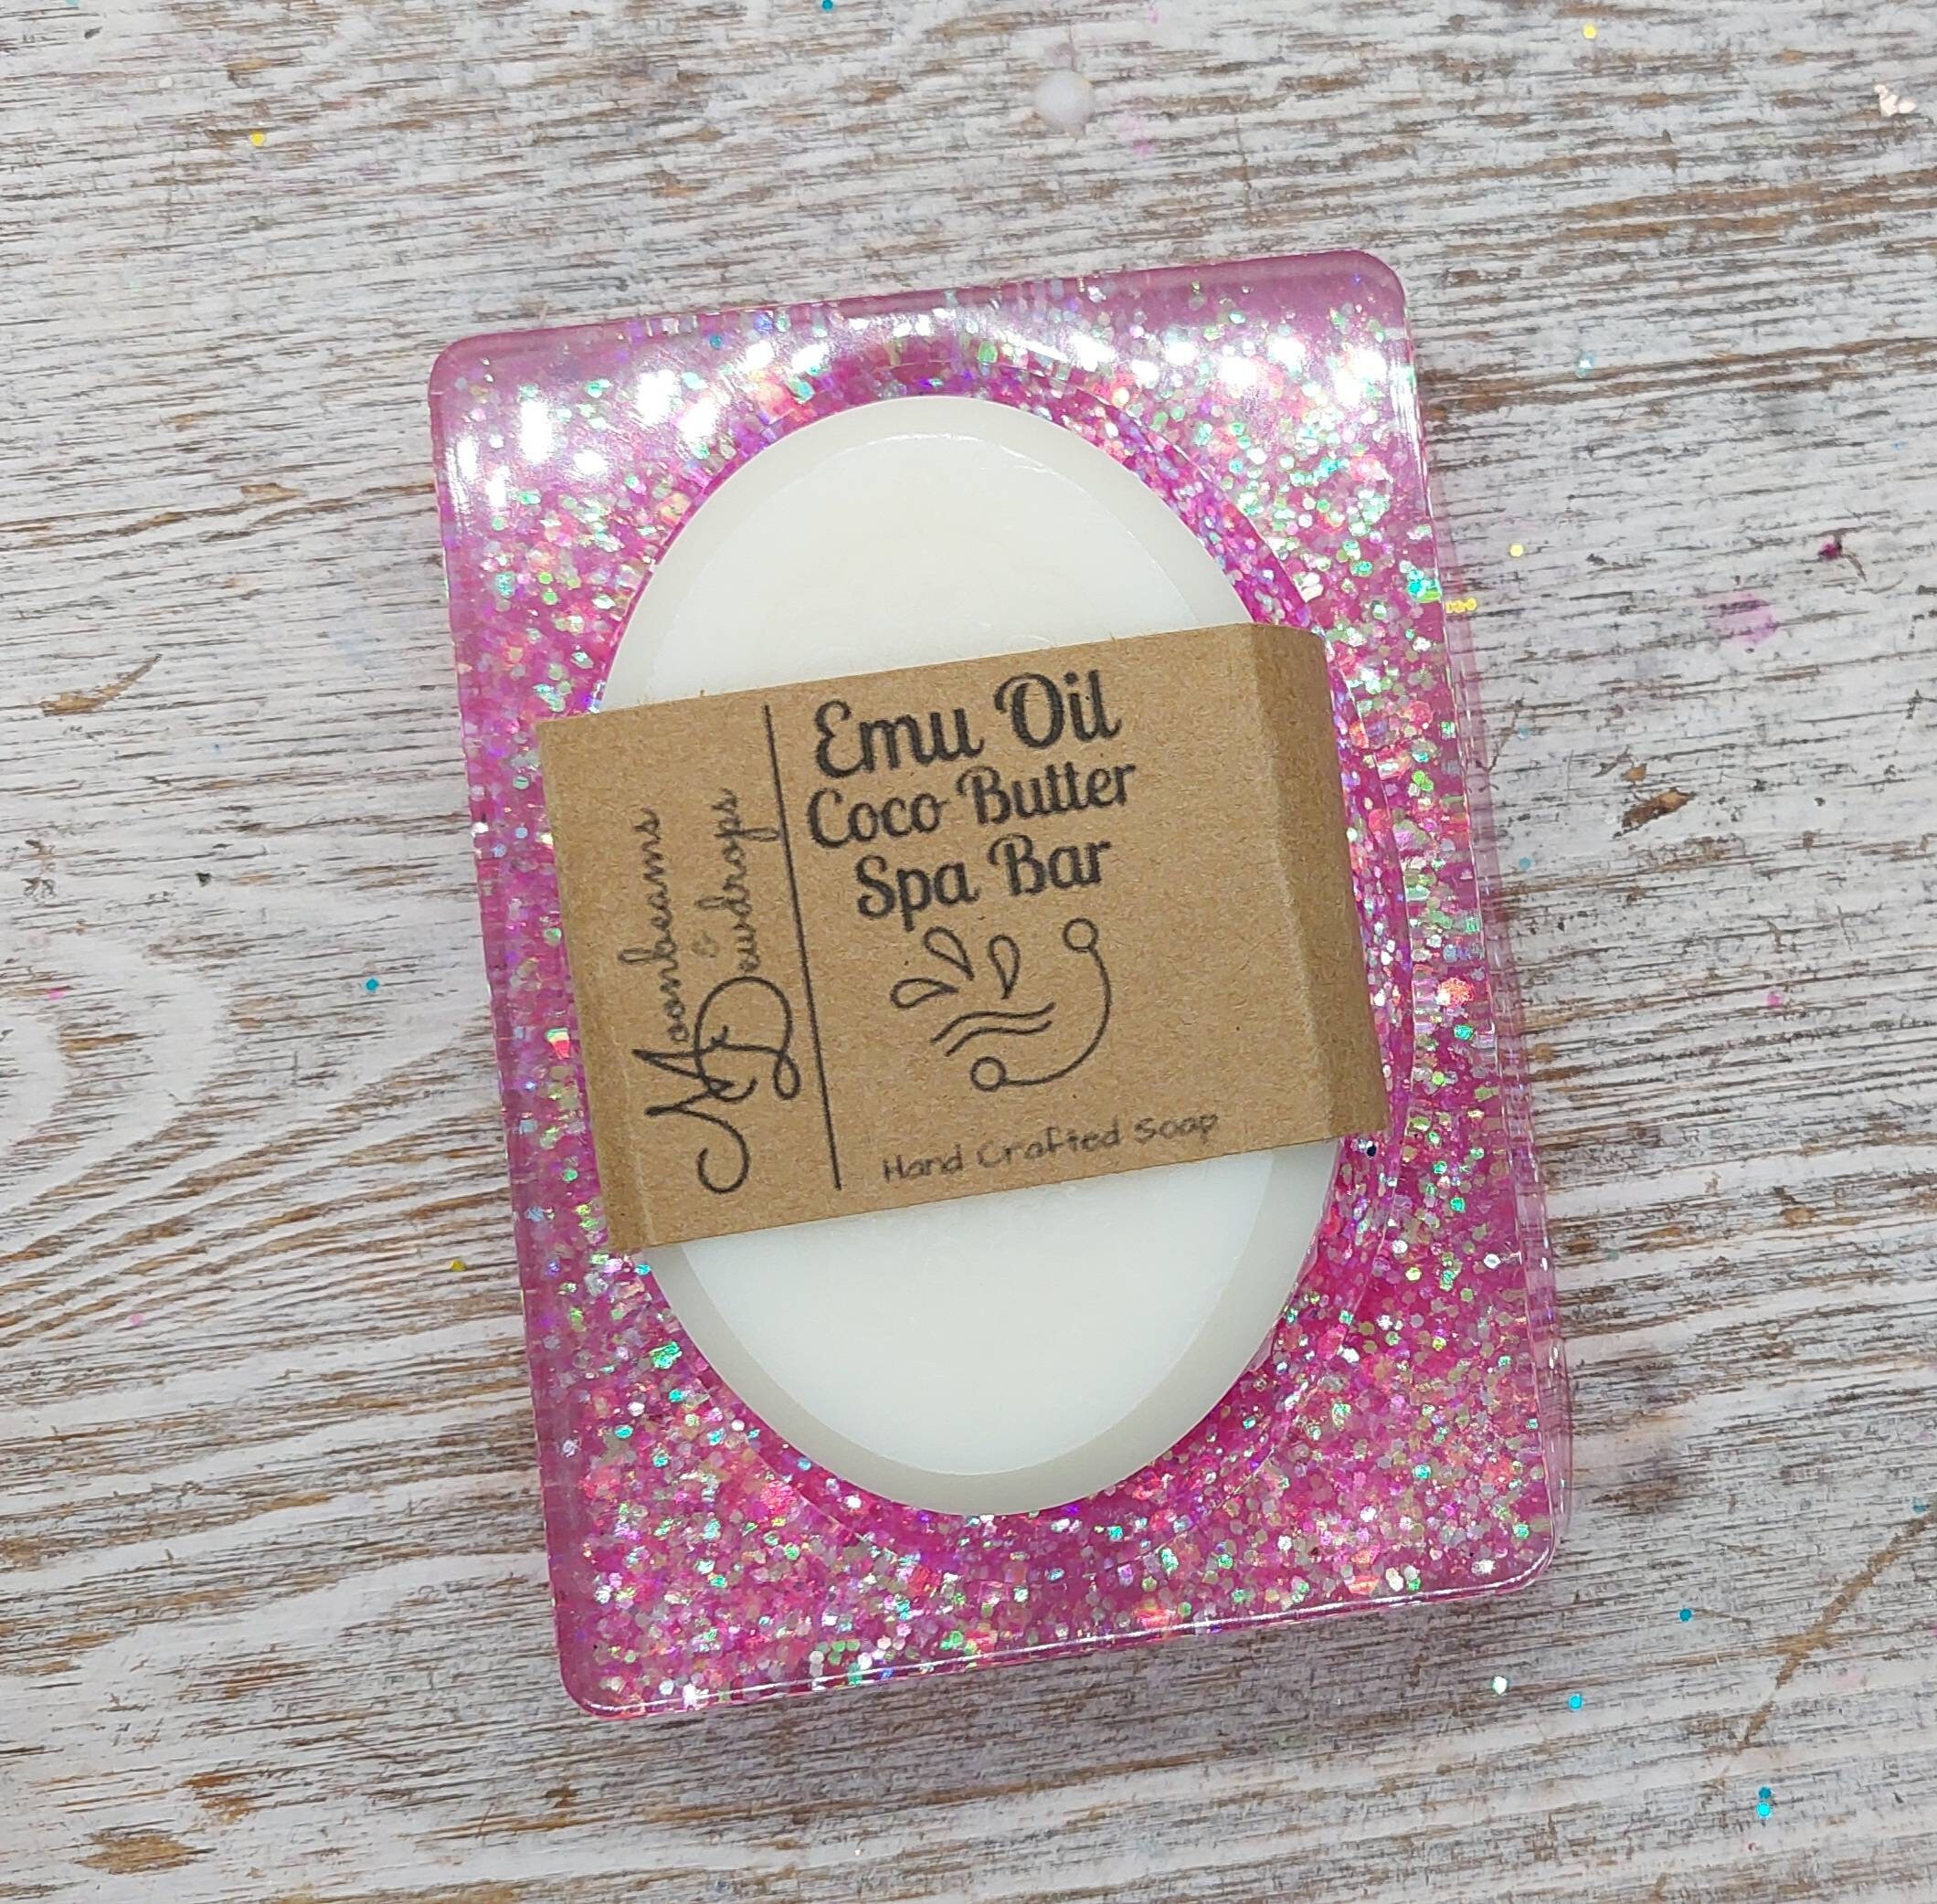 Moonbeams
&
Dewdrops
Emu Oil
Coco Butter
Spa Bar
Hand Crafted Soap